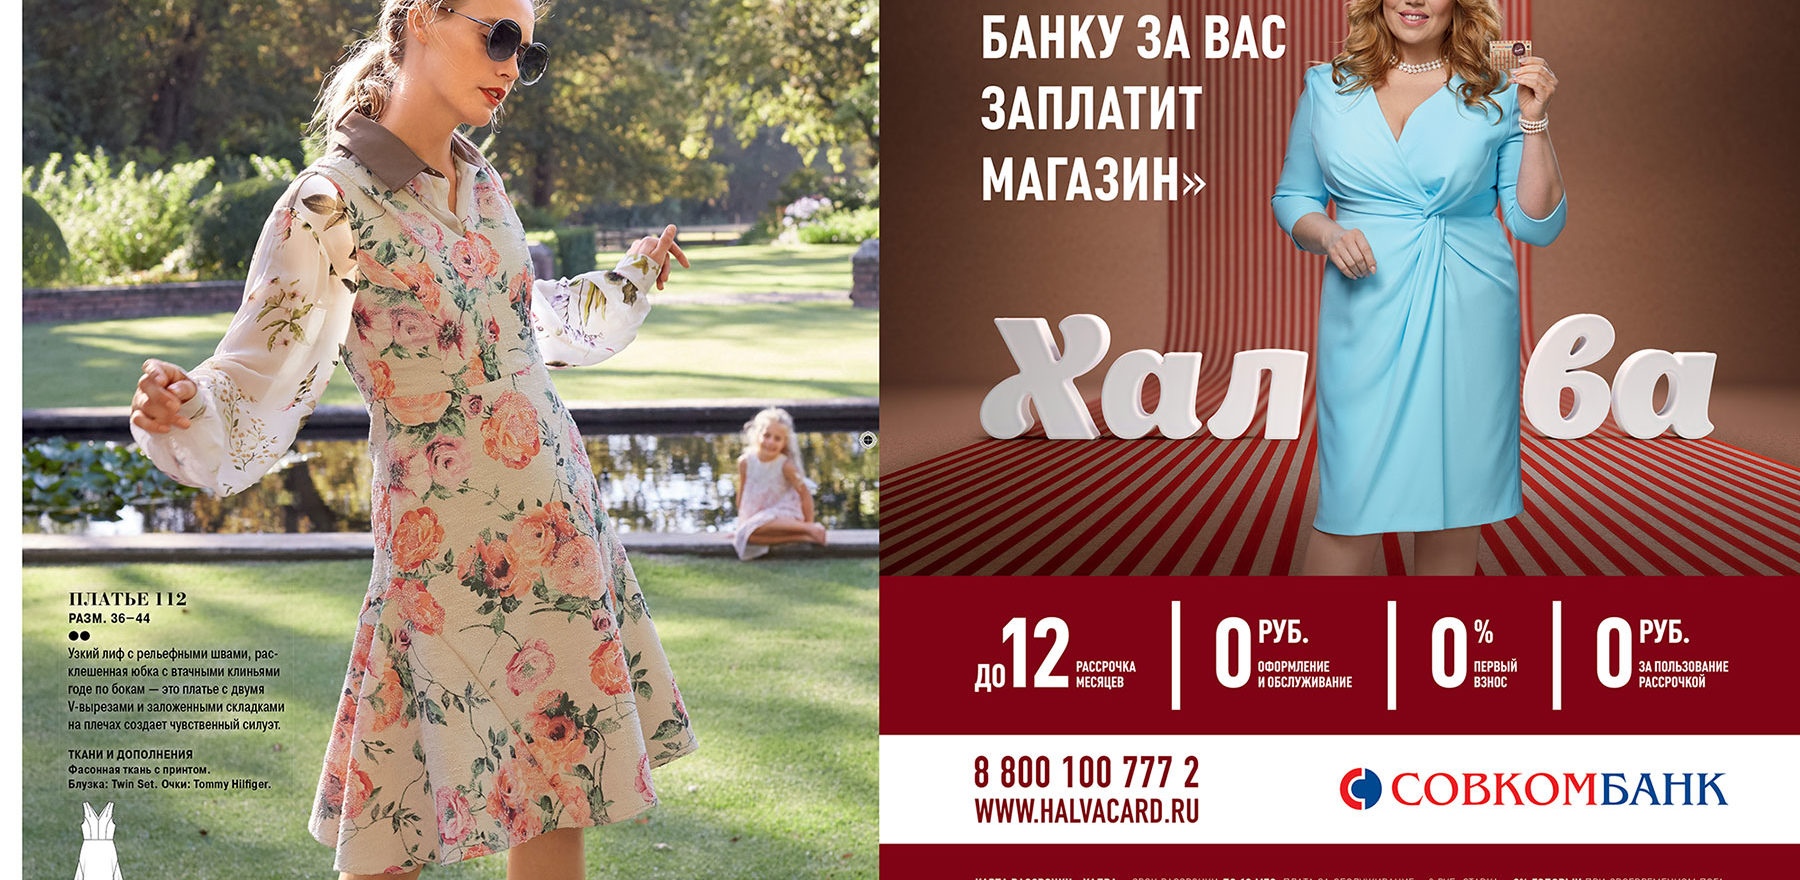 ПЛАТЬЕ 112
РАЗМ. 36–44
Узкий лиф с рельефными швами, рас-
клешенная юбка с втачными клиньями
годе по бокам — это платье с двумя
V-вырезами и заложенными складками
на плечах создает чувственный силуэт.
ТКАНИ И ДОПОЛНЕНИЯ
Фасонная ткань с принтом.
Блузка: Twin Set. Очки: Tommy Hilfiger.
БАНКУ ЗА ВАС
ЗАПЛАТИТ
МАГАЗИН»
Халва
ДО 12 РАССРОЧКА
МЕСЯЦЕВ
0 РУБ.
ОФОРМЛЕНИЕ
И ОБСЛУЖИВАНИЕ
0 %
ПЕРВЫЙ
ВЗНОС
0 РУБ.
ЗА ПОЛЬЗОВАНИЕ
РАССРОЧКОЙ
8 800 100 777 2
WWW.HALVACARD.RU
СОВКОМБАНК